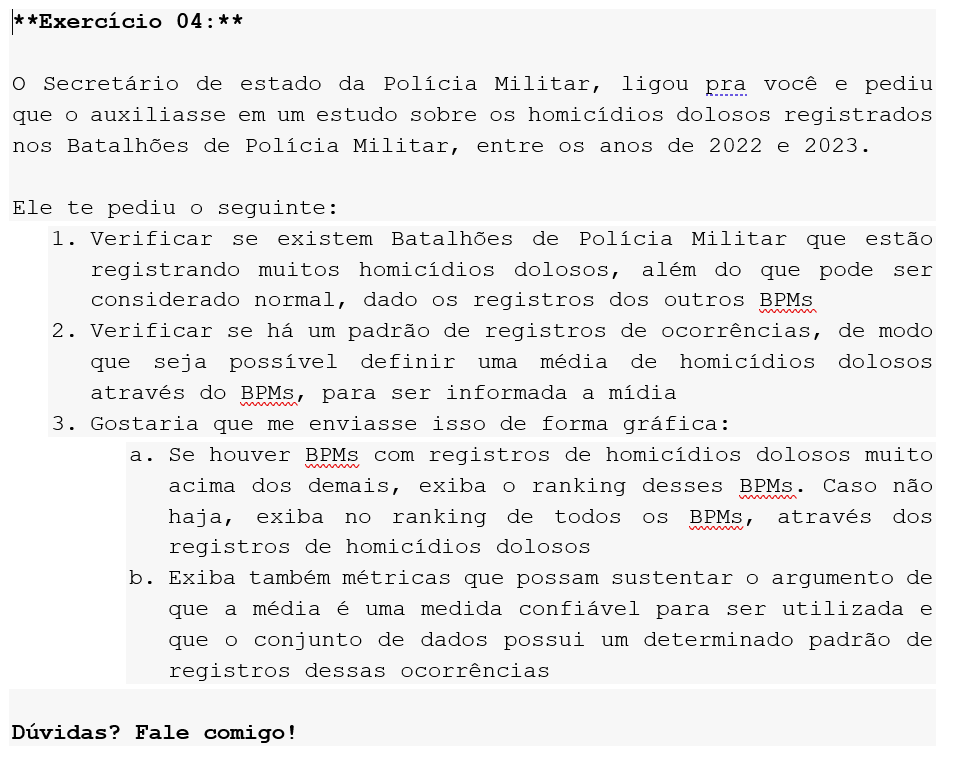 **Exercício 04:**
O Secretário de estado da Polícia Militar, ligou pra você e pediu
que o auxiliasse em um estudo sobre os homicídios dolosos registrados
nos Batalhões de Polícia Militar, entre os anos de 2022 e 2023.
Ele te pediu o seguinte:
1. Verificar se existem Batalhões de Polícia Militar que estão
registrando muitos homicídios dolosos, além do que pode ser
considerado normal, dado os registros dos outros BPMs
2. Verificar se há um padrão de registros de ocorrências, de modo
que seja possível definir uma média de homicídios dolosos
através do BPMs, para ser informada a mídia
3. Gostaria que me enviasse isso de forma gráfica:
a. Se houver BPMs com registros de homicídios dolosos muito
acima dos demais, exiba o ranking desses BPMs. Caso não
haja, exiba no ranking de todos os BPMs, através dos
registros de homicídios dolosos
b. Exiba também métricas que possam sustentar o argumento de
que a média é uma medida confiável para ser utilizada e
que o conjunto de dados possui um determinado padrão de
registros dessas ocorrências
Dúvidas? Fale comigo!